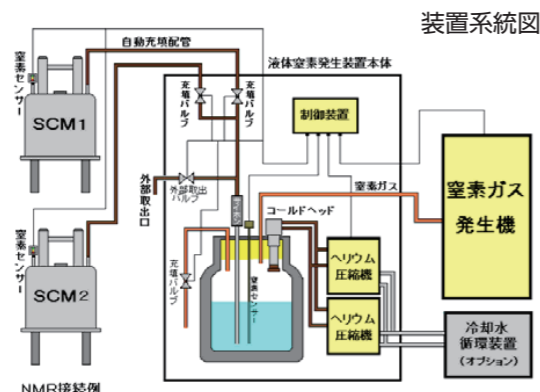 装置系統図
自動充填配管
液体窒素発生装置本体
窒素センサー
充填バルブ
充填バルブ
制御装置
SCM1
外部取出口
外部取出バルブ
窒素ガス
窒素ガス
発生機
コールドヘッド
窒素センサー
充填バルブ
窒素センサー
ヘリウム
圧縮機
SCM2
ヘリウム
圧縮機
冷却水
循環装置
(オプション)
NMR接続例